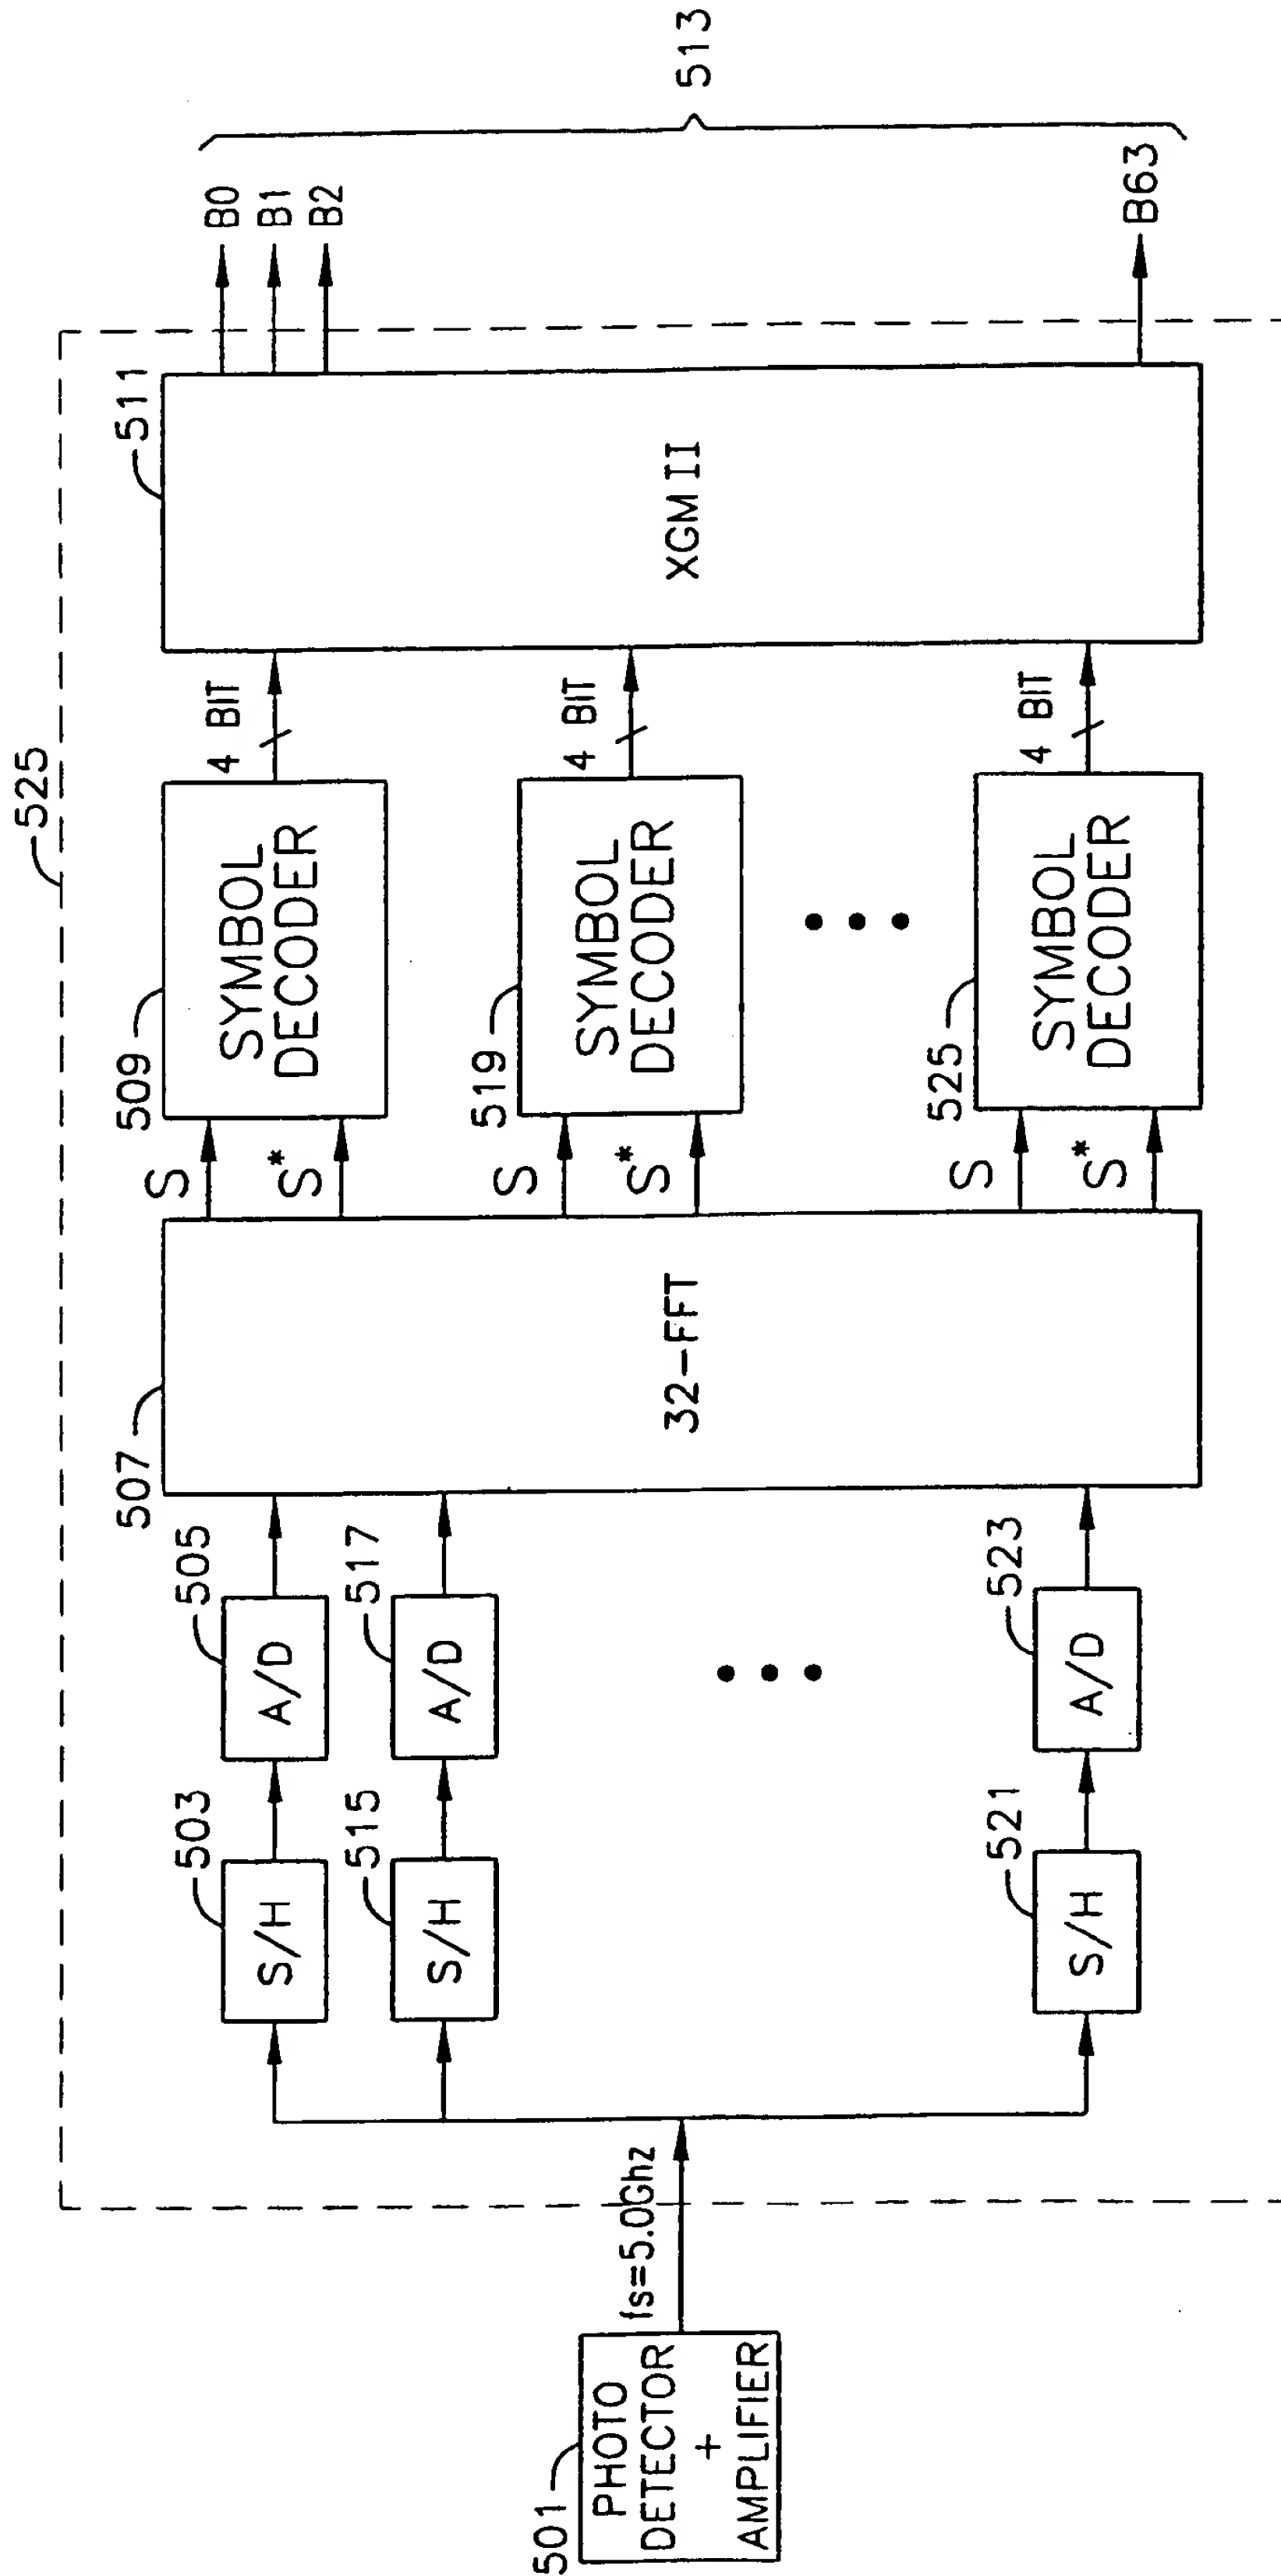 525
501
PHOTO
DETECTOR
+
AMPLIFIER
fs=5.0Ghz
503
S/H
505
A/D
515
S/H
517
A/D
521
S/H
523
A/D
507
32-FFT
S
S*
S
S*
S
S*
509
SYMBOL
DECODER
4 BIT
519
SYMBOL
DECODER
4 BIT
525
SYMBOL
DECODER
4 BIT
511
XGM II
B0
B1
B2
B63
513